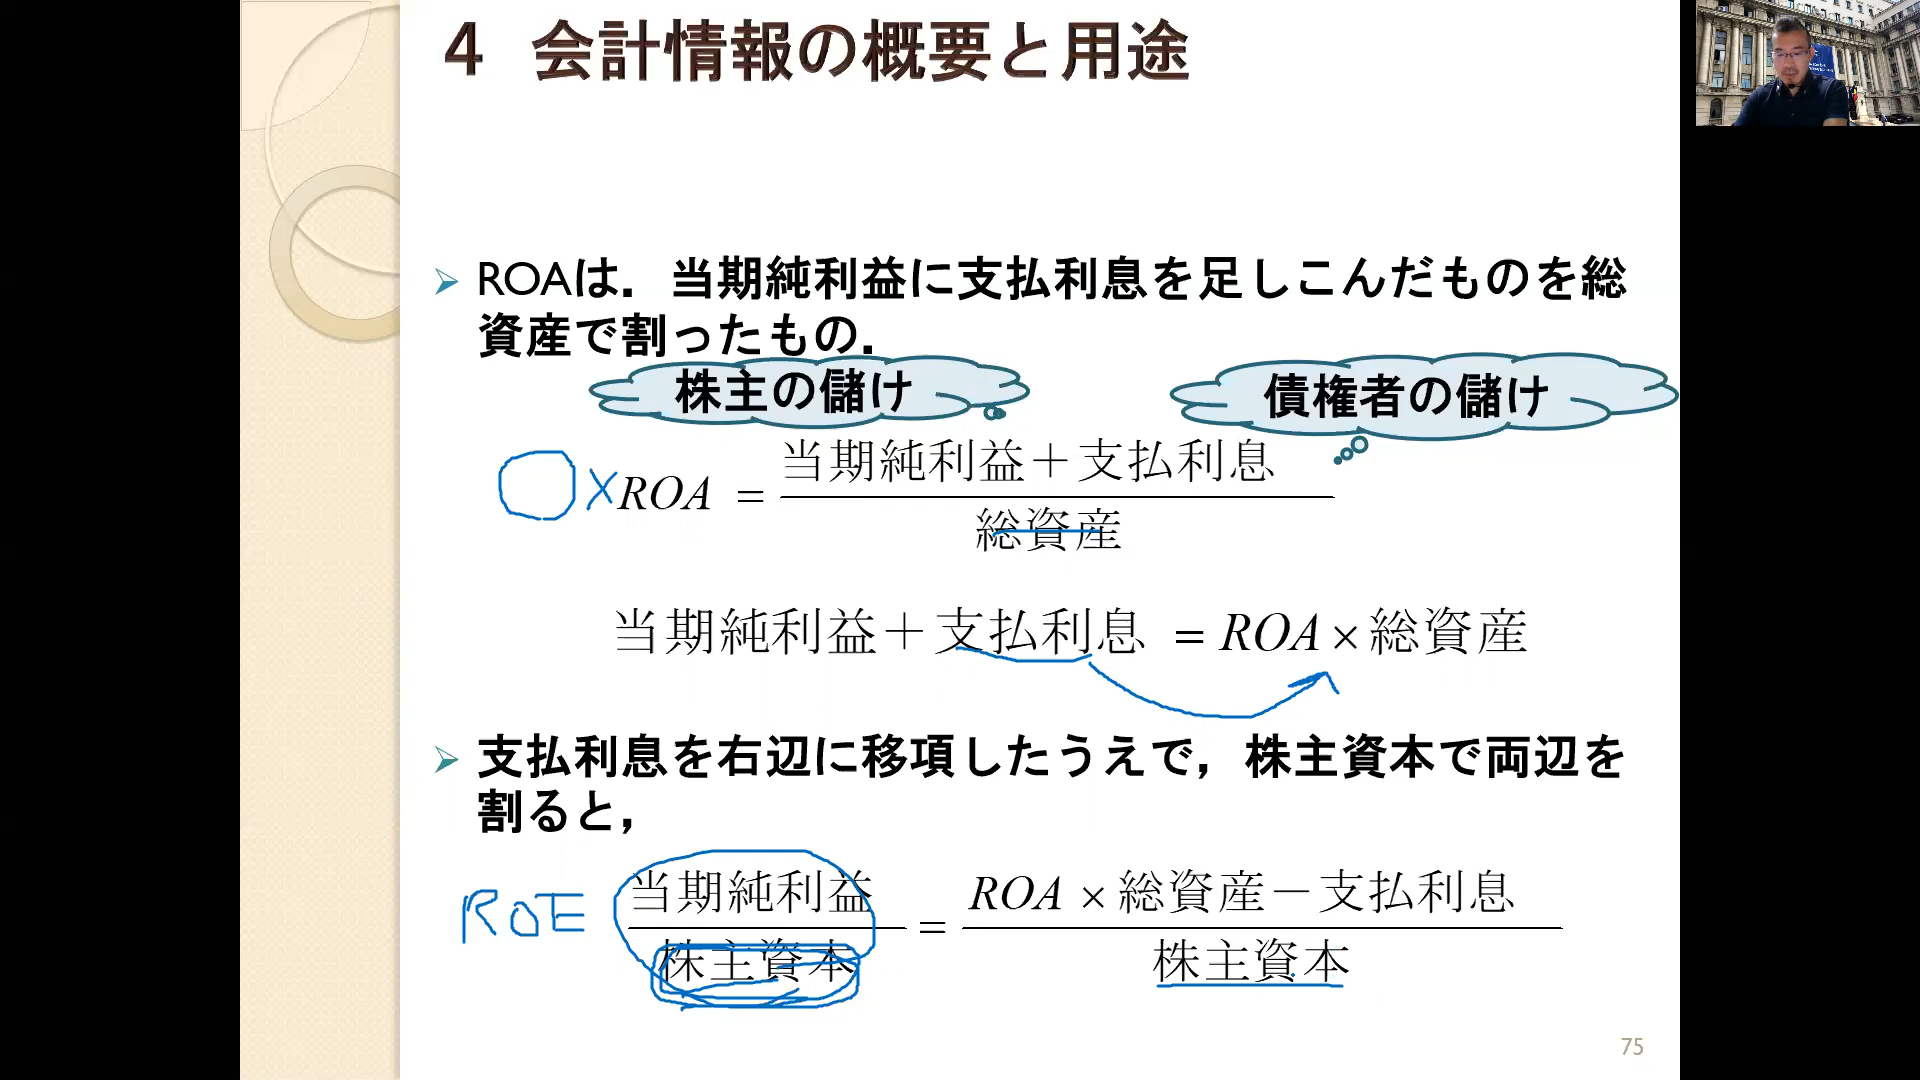 4 会計情報の概要と用途
ROAは．当期純利益に支払利息を足しこんだものを総
資産で割ったもの．
株主の儲け
債権者の儲け
○×ROA = 当期純利益＋支払利息
総資産
当期純利益＋支払利息 = ROA×総資産
支払利息を右辺に移項したうえで，株主資本で両辺を
割ると，
ROE 当期純利益 = ROA×総資産－支払利息
株主資本 株主資本
75